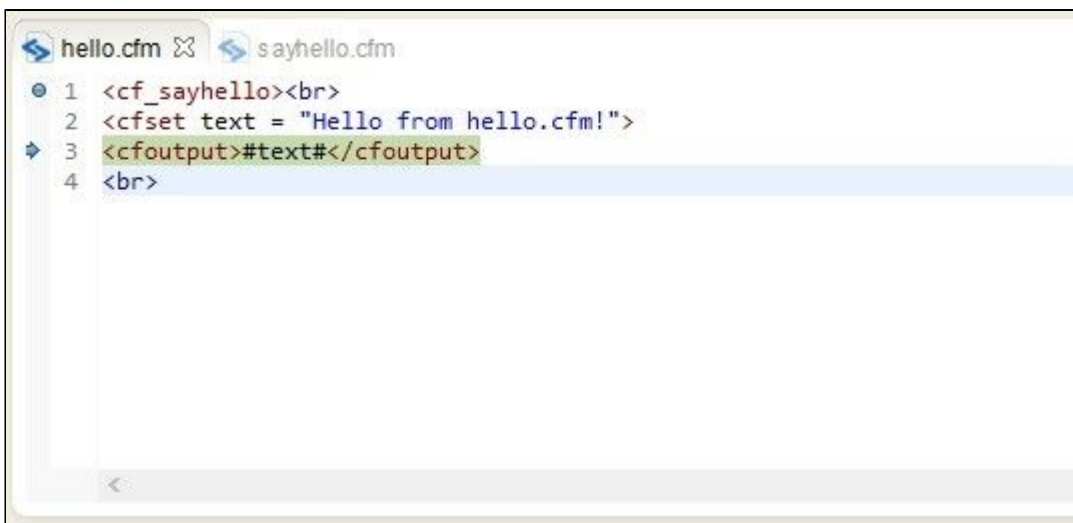 hello.cfm sayhello.cfm
1 <cf_sayhello><br>
2 <cfset text = "Hello from hello.cfm!">
3 <cfoutput>#text#</cfoutput>
4 <br>